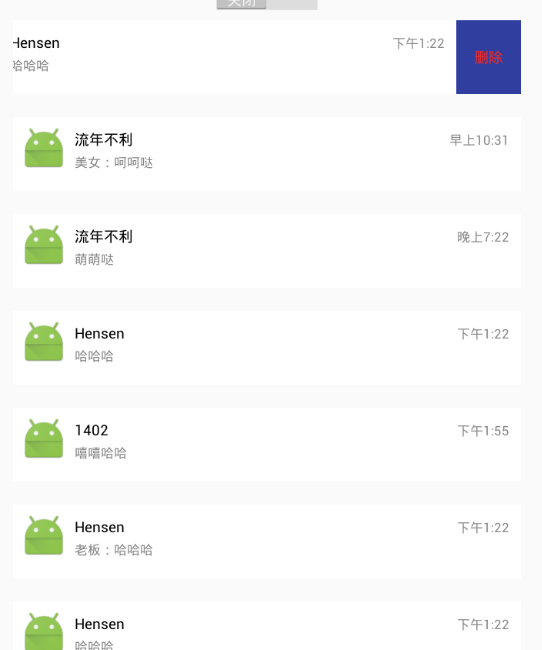 关闭
Hensen
下午1:22
删除
哈哈哈
流年不利
早上10:31
美女：呵呵哒
流年不利
晚上7:22
萌萌哒
Hensen
下午1:22
哈哈哈
1402
下午1:55
嘻嘻哈哈
Hensen
下午1:22
老板：哈哈哈
Hensen
下午1:22
哈哈哈